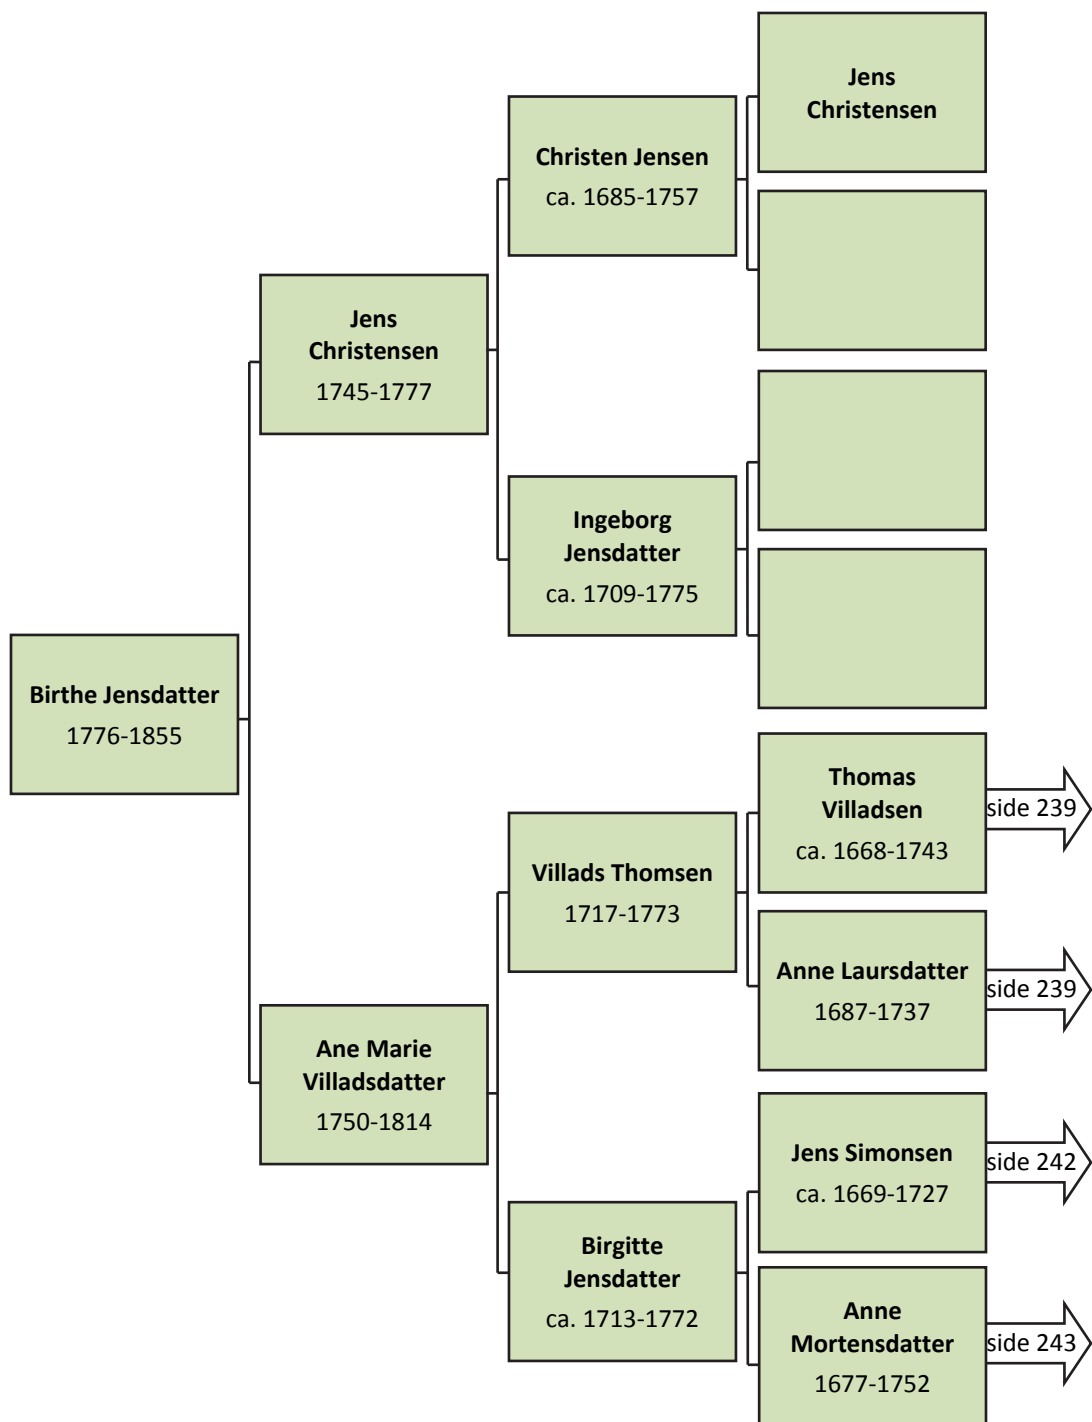 Jens
Christensen
Christen Jensen
ca. 1685-1757
Jens
Christensen
1745-1777
Ingeborg
Jensdatter
ca. 1709-1775
Birthe Jensdatter
1776-1855
Thomas
Villadsen
ca. 1668-1743
side 239
Villads Thomsen
1717-1773
Anne Laursdatter
1687-1737
side 239
Ane Marie
Villadsdatter
1750-1814
Jens Simonsen
ca. 1669-1727
side 242
Birgitte
Jensdatter
ca. 1713-1772
Anne
Mortensdatter
1677-1752
side 243